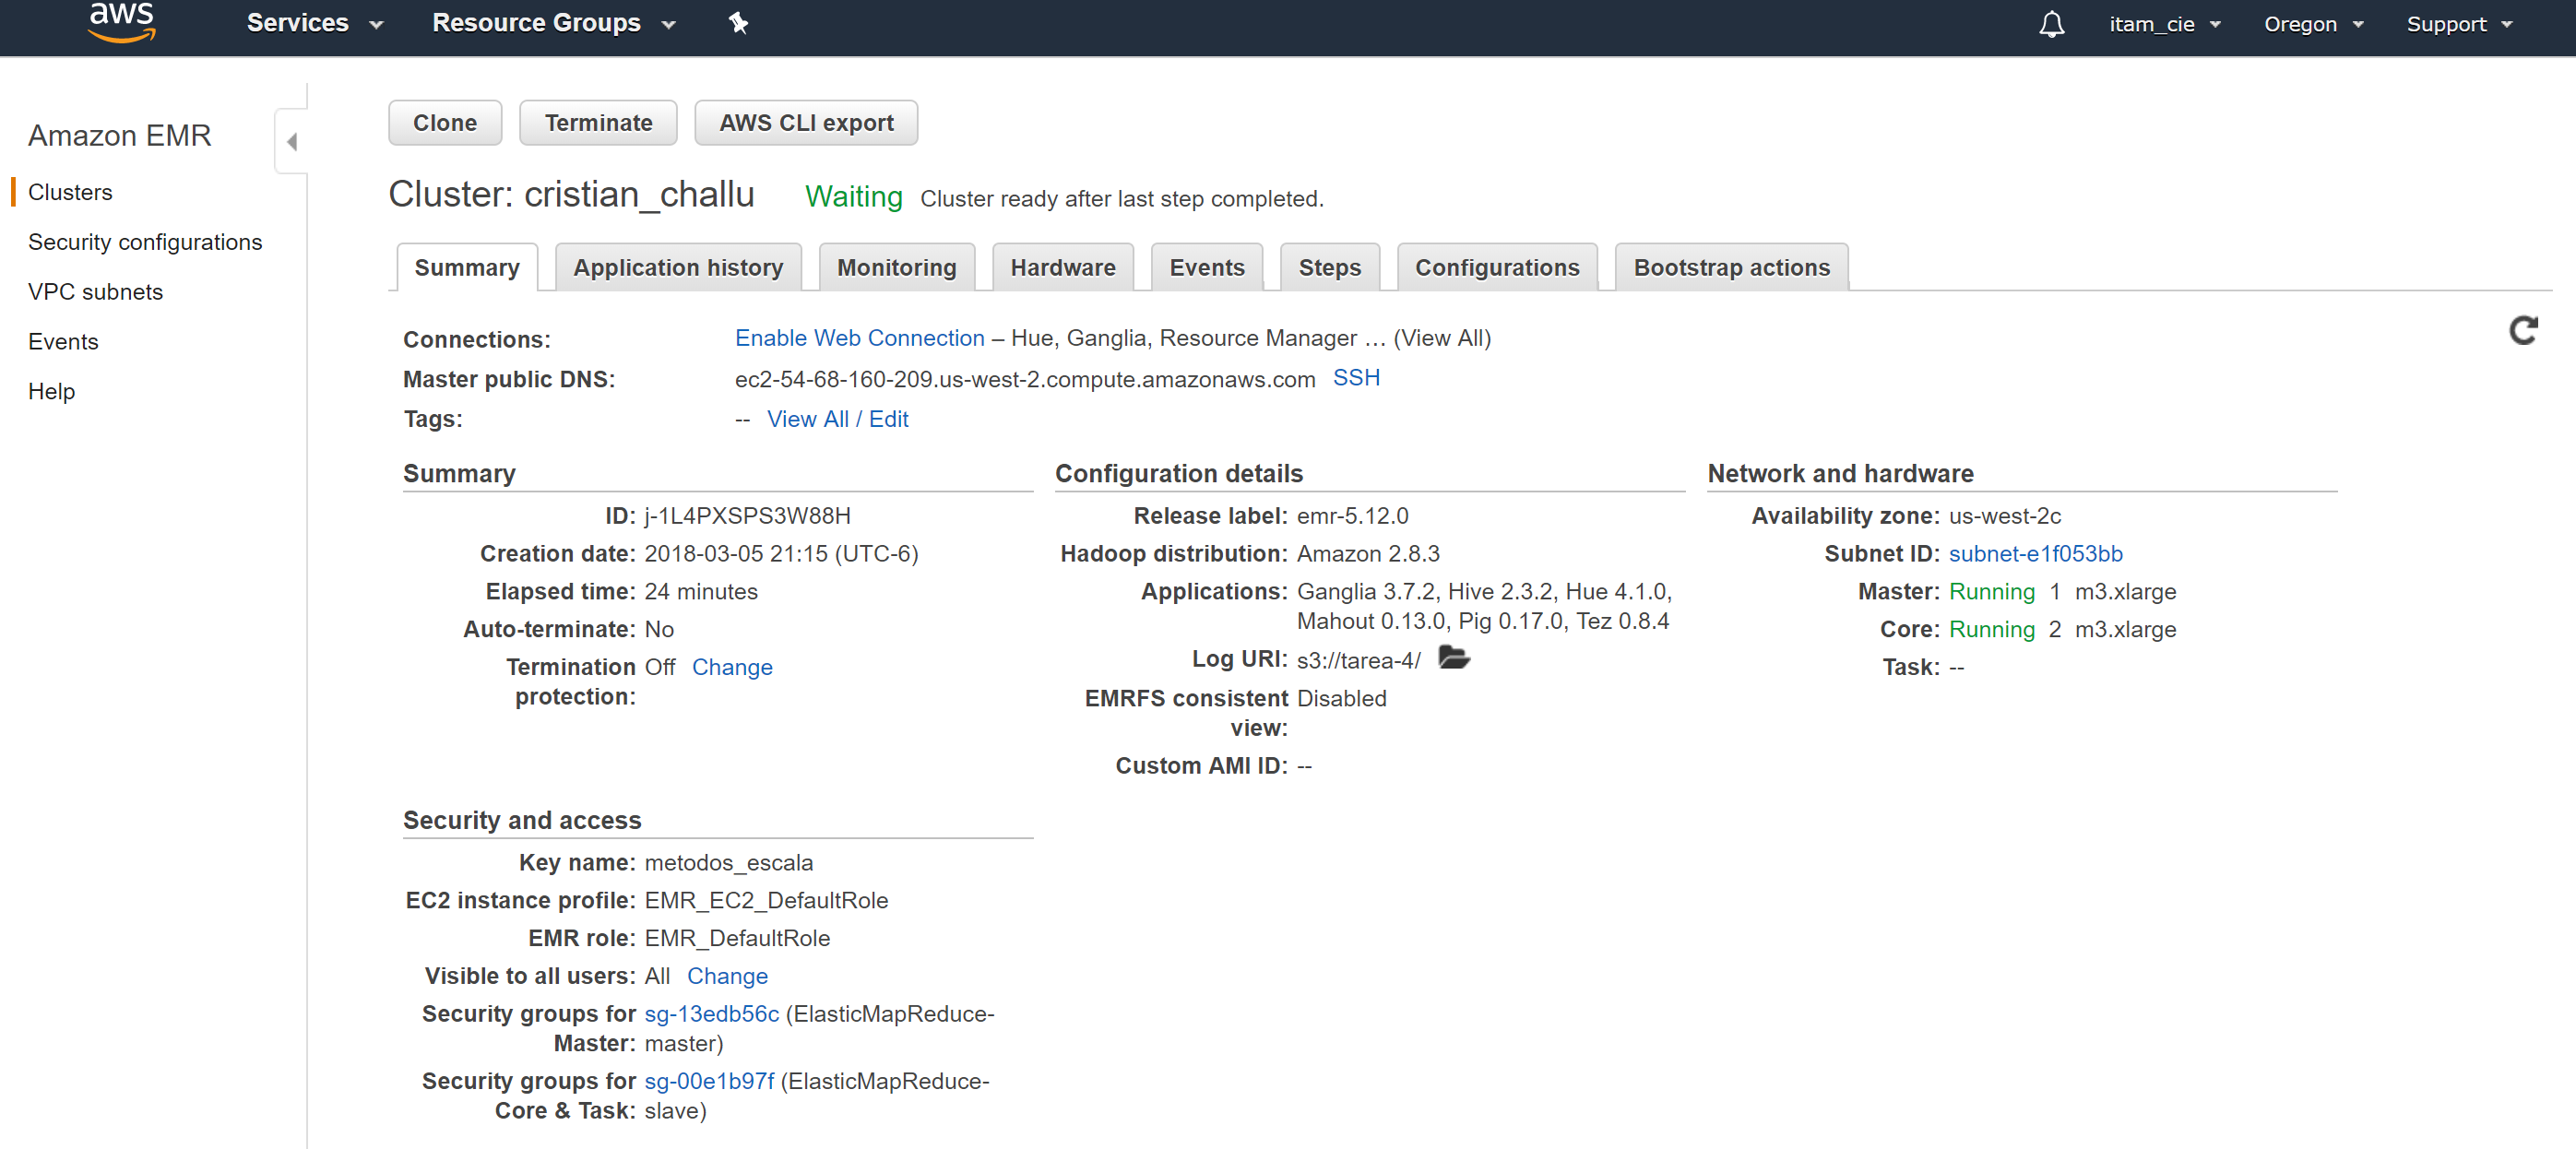 aws Services Resource Groups itam_cie Oregon Support
Amazon EMR
Clusters
Security configurations
VPC subnets
Events
Help
Clone Terminate AWS CLI export
Cluster: cristian_challu Waiting Cluster ready after last step completed.
Summary Application history Monitoring Hardware Events Steps Configurations Bootstrap actions
Connections: Enable Web Connection – Hue, Ganglia, Resource Manager … (View All)
Master public DNS: ec2-54-68-160-209.us-west-2.compute.amazonaws.com SSH
Tags: -- View All / Edit
Summary
ID: j-1L4PXSPS3W88H
Creation date: 2018-03-05 21:15 (UTC-6)
Elapsed time: 24 minutes
Auto-terminate: No
Termination Off Change
protection:
Configuration details
Release label: emr-5.12.0
Hadoop distribution: Amazon 2.8.3
Applications: Ganglia 3.7.2, Hive 2.3.2, Hue 4.1.0,
Mahout 0.13.0, Pig 0.17.0, Tez 0.8.4
Log URI: s3://tarea-4/
EMRFS consistent Disabled
view:
Custom AMI ID: --
Network and hardware
Availability zone: us-west-2c
Subnet ID: subnet-e1f053bb
Master: Running 1 m3.xlarge
Core: Running 2 m3.xlarge
Task: --
Security and access
Key name: metodos_escala
EC2 instance profile: EMR_EC2_DefaultRole
EMR role: EMR_DefaultRole
Visible to all users: All Change
Security groups for sg-13edb56c (ElasticMapReduce-
Master: master)
Security groups for sg-00e1b97f (ElasticMapReduce-
Core & Task: slave)